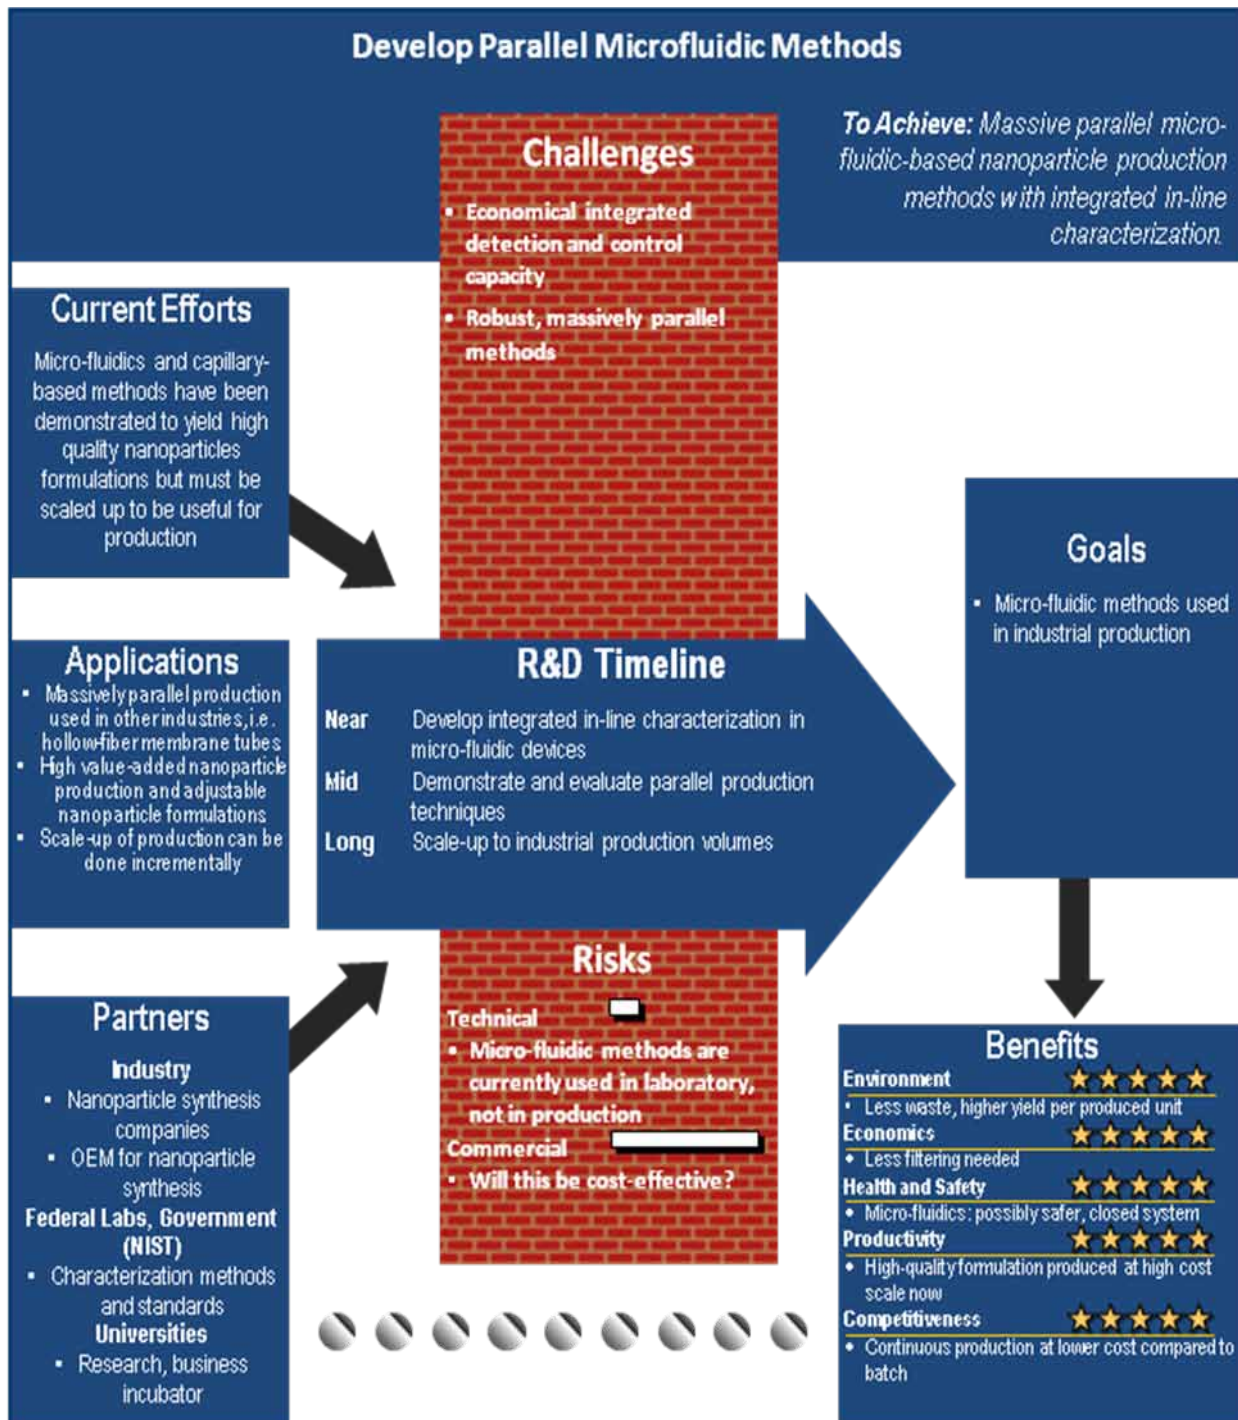 Develop Parallel Microfluidic Methods
To Achieve: Massive parallel micro-
fluidic-based nanoparticle production
methods with integrated in-line
characterization.
Challenges
▪ Economical integrated
detection and control
capacity
▪ Robust, massively parallel
methods
Current Efforts
Micro-fluidics and capillary-
based methods have been
demonstrated to yield high
quality nanoparticles
formulations but must be
scaled up to be useful for
production
Applications
▪ Massively parallel production
used in other industries, i.e.
hollow-fiber membrane tubes
▪ High value-added nanoparticle
production and adjustable
nanoparticle formulations
▪ Scale-up of production can be
done incrementally
Partners
Industry
▪ Nanoparticle synthesis
companies
▪ OEM for nanoparticle
synthesis
Federal Labs, Government
(NIST)
▪ Characterization methods
and standards
Universities
▪ Research, business
incubator
R&D Timeline
Near Develop integrated in-line characterization in
micro-fluidic devices
Mid Demonstrate and evaluate parallel production
techniques
Long Scale-up to industrial production volumes
Risks
Technical
▪ Micro-fluidic methods are
currently used in laboratory,
not in production
Commercial
▪ Will this be cost-effective?
Goals
▪ Micro-fluidic methods used
in industrial production
Benefits
Environment
• Less waste, higher yield per produced unit
Economics
• Less filtering needed
Health and Safety
• Micro-fluidics: possibly safer, closed system
Productivity
• High-quality formulation produced at high cost
scale now
Competitiveness
• Continuous production at lower cost compared to
batch